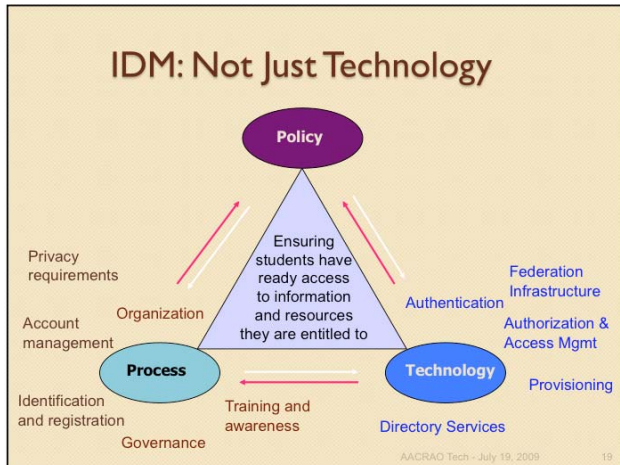 IDM: Not Just Technology
Policy
Ensuring
students have
ready access
to information
and resources
they are entitled to
Privacy
requirements
Organization
Account
management
Process
Identification
and registration
Governance
Training and
awareness
Authentication
Federation
Infrastructure
Authorization &
Access Mgmt
Technology
Provisioning
Directory Services
AACRAO Tech - July 19, 2009
19